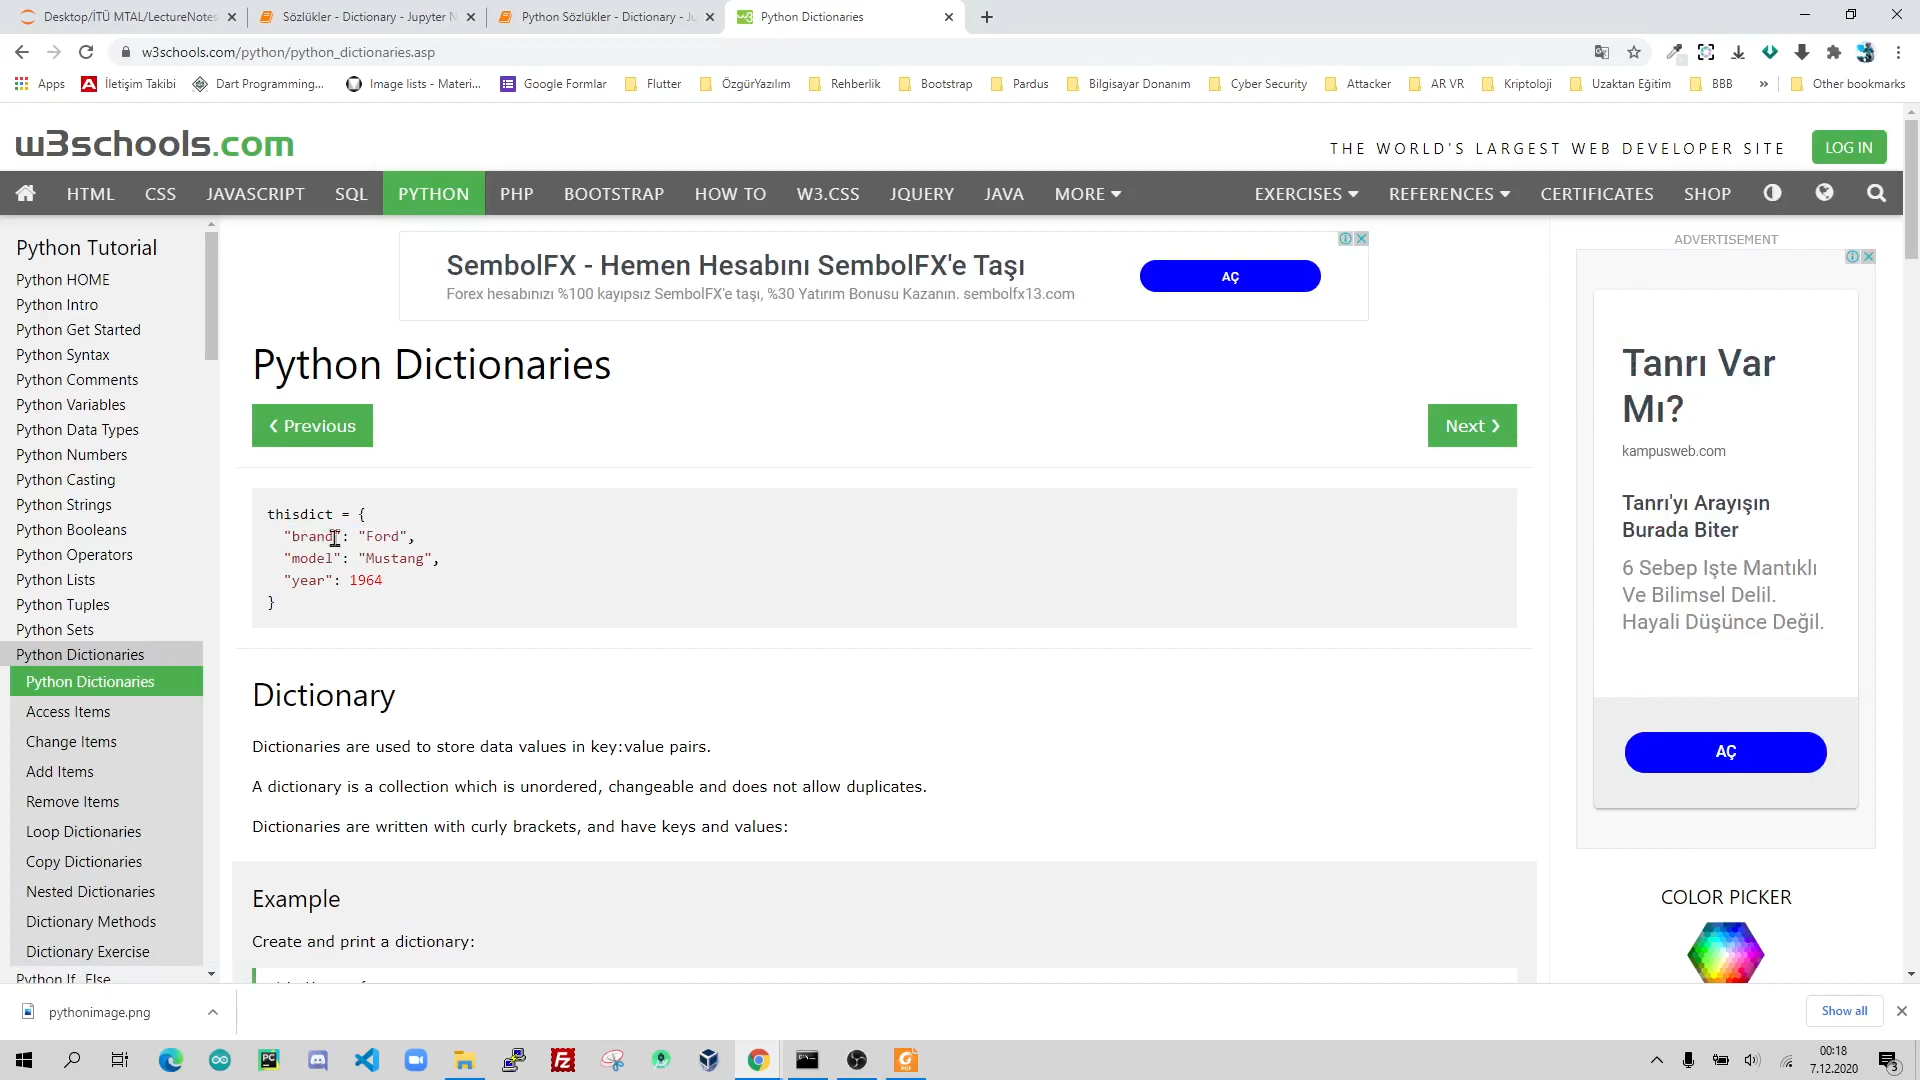 Desktop/İTÜ MTAL/LectureNotes
Sözlükler - Dictionary - Jupyter N
Python Sözlükler - Dictionary - Ju
Python Dictionaries
w3schools.com/python/python_dictionaries.asp
Apps
İletişim Takibi
Dart Programming...
Image lists - Materi...
Google Formlar
Flutter
ÖzgürYazılım
Rehberlik
Bootstrap
Pardus
Bilgisayar Donanım
Cyber Security
Attacker
AR VR
Kriptoloji
Uzaktan Eğitim
BBB
»
Other bookmarks
w3schools.com
THE WORLD'S LARGEST WEB DEVELOPER SITE
LOG IN
HTML
CSS
JAVASCRIPT
SQL
PYTHON
PHP
BOOTSTRAP
HOW TO
W3.CSS
JQUERY
JAVA
MORE
EXERCISES
REFERENCES
CERTIFICATES
SHOP
Python Tutorial
Python HOME
Python Intro
Python Get Started
Python Syntax
Python Comments
Python Variables
Python Data Types
Python Numbers
Python Casting
Python Strings
Python Booleans
Python Operators
Python Lists
Python Tuples
Python Sets
Python Dictionaries
Python Dictionaries
Access Items
Change Items
Add Items
Remove Items
Loop Dictionaries
Copy Dictionaries
Nested Dictionaries
Dictionary Methods
Dictionary Exercise
Python If...Else
SembolFX - Hemen Hesabını SembolFX'e Taşı
Forex hesabınızı %100 kayıpsız SembolFX'e taşı, %30 Yatırım Bonusu Kazanın. sembolfx13.com
AÇ
Python Dictionaries
❮ Previous
Next ❯
thisdict = {
"brand": "Ford",
"model": "Mustang",
"year": 1964
}
Dictionary
Dictionaries are used to store data values in key:value pairs.
A dictionary is a collection which is unordered, changeable and does not allow duplicates.
Dictionaries are written with curly brackets, and have keys and values:
Example
Create and print a dictionary:
ADVERTISEMENT
Tanrı Var
Mı?
kampusweb.com
Tanrı'yı Arayışın
Burada Biter
6 Sebep Işte Mantıklı
Ve Bilimsel Delil.
Hayali Düşünce Değil.
AÇ
COLOR PICKER
pythonimage.png
Show all
00:18
7.12.2020
3